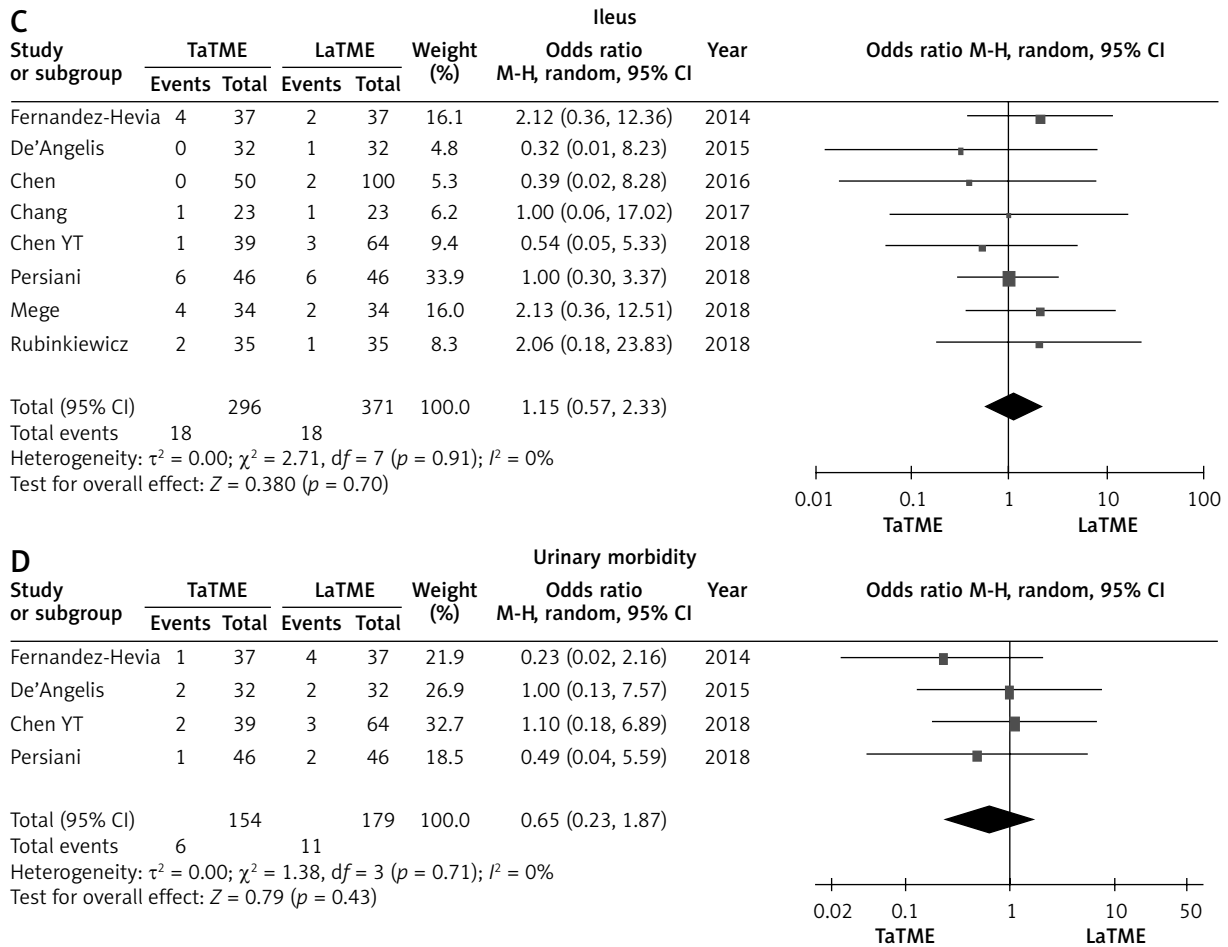 C
Ileus
Study or subgroup TaTME LaTME Weight (%) Odds ratio M-H, random, 95% CI Year Odds ratio M-H, random, 95% CI
Events Total Events Total
Fernandez-Hevia 4 37 2 37 16.1 2.12 (0.36, 12.36) 2014
De’Angelis 0 32 1 32 4.8 0.32 (0.01, 8.23) 2015
Chen 0 50 2 100 5.3 0.39 (0.02, 8.28) 2016
Chang 1 23 1 23 6.2 1.00 (0.06, 17.02) 2017
Chen YT 1 39 3 64 9.4 0.54 (0.05, 5.33) 2018
Persiani 6 46 6 46 33.9 1.00 (0.30, 3.37) 2018
Mege 4 34 2 34 16.0 2.13 (0.36, 12.51) 2018
Rubinkiewicz 2 35 1 35 8.3 2.06 (0.18, 23.83) 2018
Total (95% CI) 296 371 100.0 1.15 (0.57, 2.33)
Total events 18 18
Heterogeneity: τ² = 0.00; χ² = 2.71, df = 7 (p = 0.91); I² = 0%
Test for overall effect: Z = 0.380 (p = 0.70)
0.01 0.1 1 10 100
TaTME LaTME
D
Urinary morbidity
Study or subgroup TaTME LaTME Weight (%) Odds ratio M-H, random, 95% CI Year Odds ratio M-H, random, 95% CI
Events Total Events Total
Fernandez-Hevia 1 37 4 37 21.9 0.23 (0.02, 2.16) 2014
De’Angelis 2 32 2 32 26.9 1.00 (0.13, 7.57) 2015
Chen YT 2 39 3 64 32.7 1.10 (0.18, 6.89) 2018
Persiani 1 46 2 46 18.5 0.49 (0.04, 5.59) 2018
Total (95% CI) 154 179 100.0 0.65 (0.23, 1.87)
Total events 6 11
Heterogeneity: τ² = 0.00; χ² = 1.38, df = 3 (p = 0.71); I² = 0%
Test for overall effect: Z = 0.79 (p = 0.43)
0.02 0.1 1 10 50
TaTME LaTME